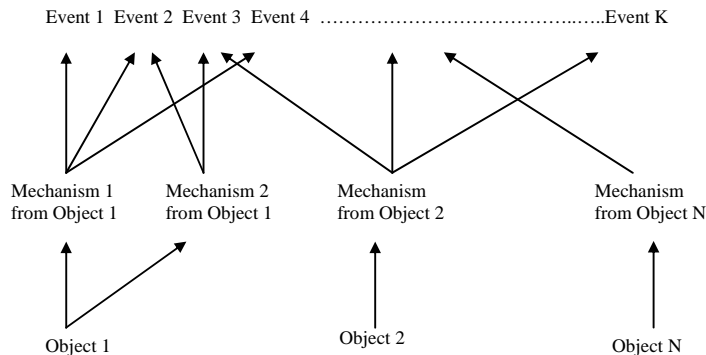 Event 1 Event 2 Event 3 Event 4 …………………………………..…..Event K
Mechanism 1
from Object 1
Mechanism 2
from Object 1
Mechanism
from Object 2
Mechanism
from Object N
Object 1
Object 2
Object N